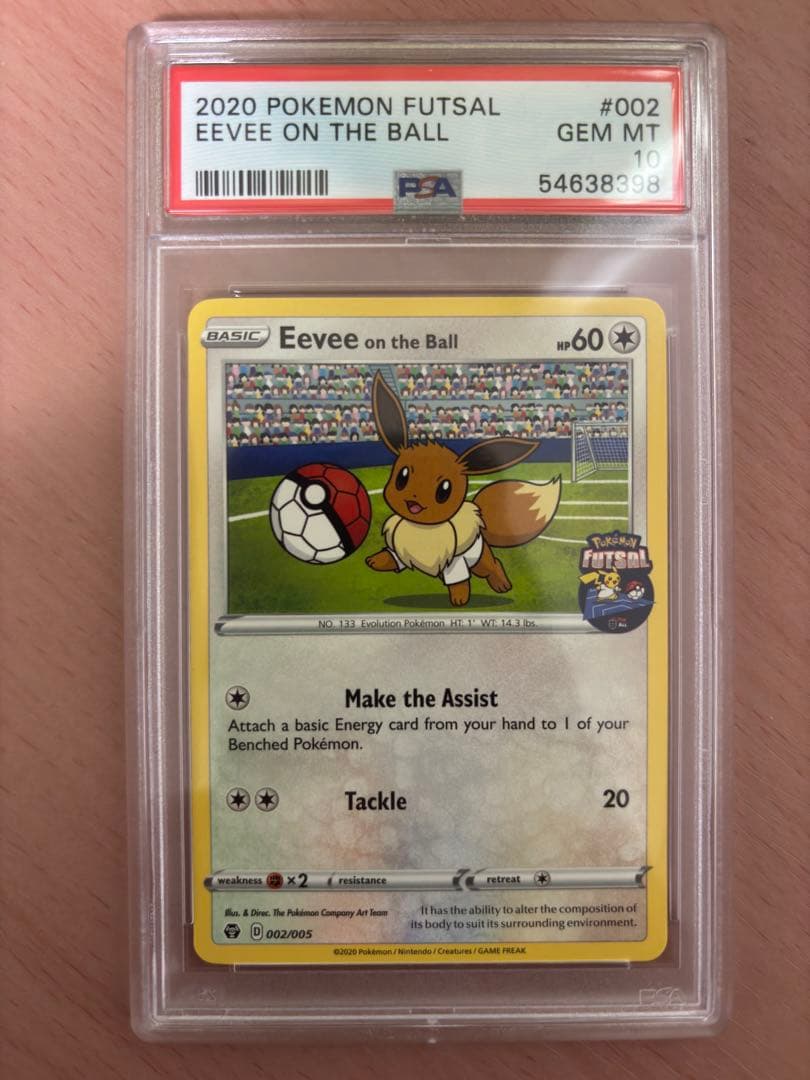 2020 POKEMON FUTSAL #002
EEVEE ON THE BALL GEM MT
10
PSA 54638398
BASIC Eevee on the Ball HP60
POKÉMON
FUTSAL
NO. 133 Evolution Pokémon HT: 1' WT: 14.3 lbs.
Make the Assist
Attach a basic Energy card from your hand to 1 of your
Benched Pokémon.
Tackle 20
weakness ×2 resistance retreat
Illus. & Direc. The Pokémon Company Art Team
It has the ability to alter the composition of
its body to suit its surrounding environment.
D 002/005
©2020 Pokémon / Nintendo / Creatures / GAME FREAK
PSA